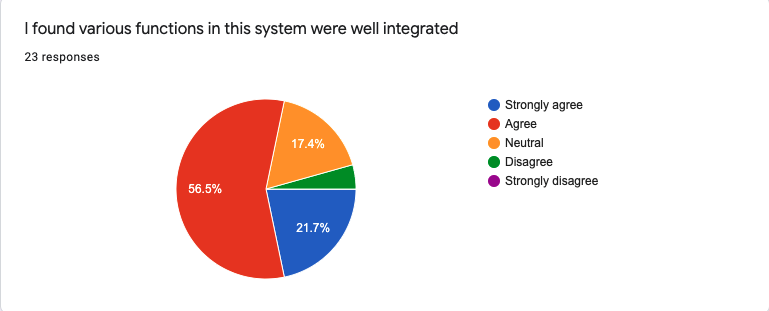 I found various functions in this system were well integrated
23 responses
Strongly agree
Agree
Neutral
Disagree
Strongly disagree
17.4%
56.5%
21.7%